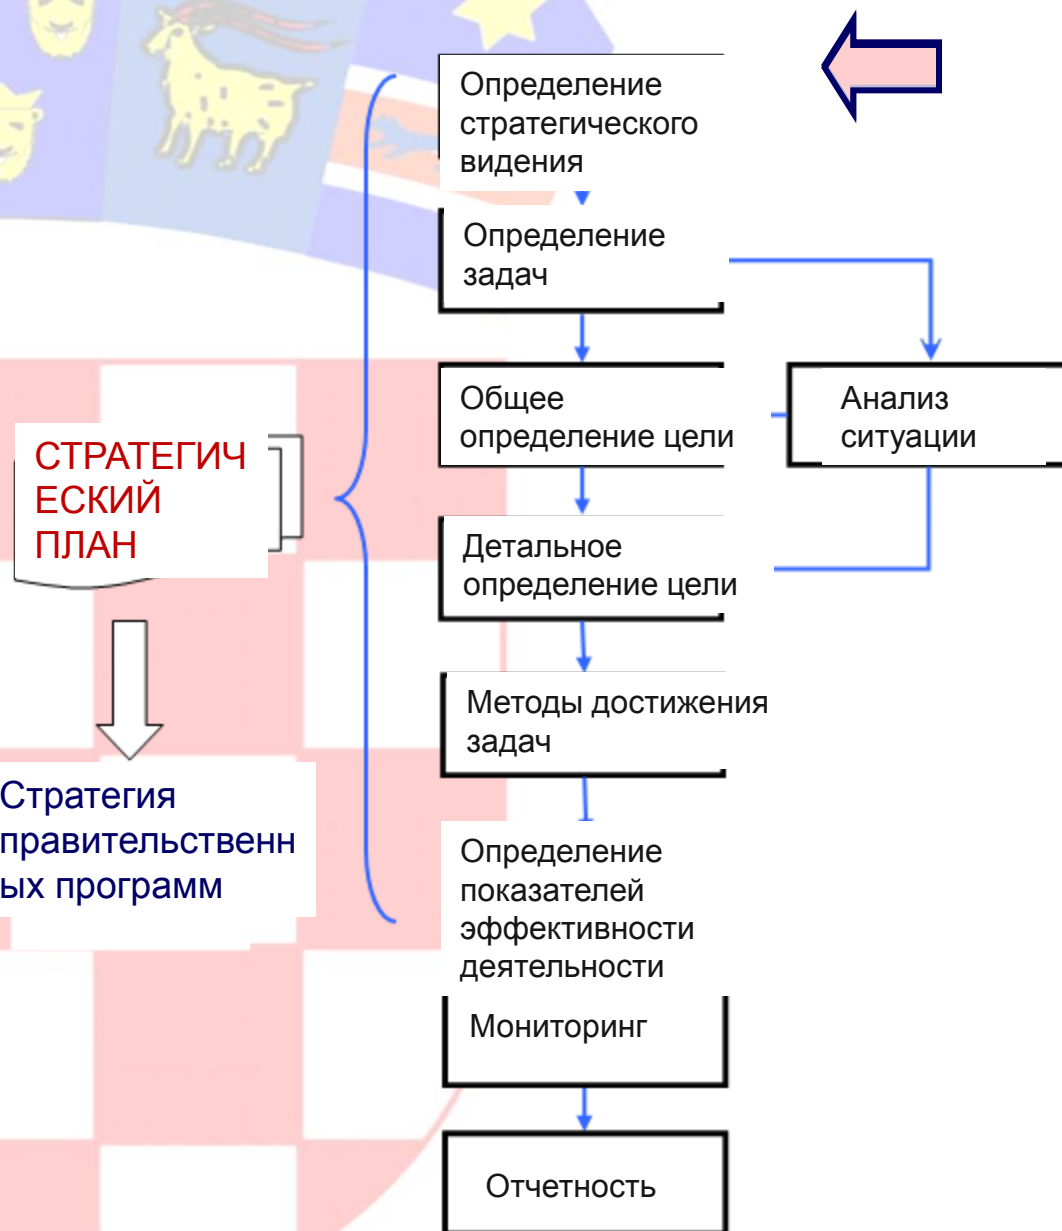 Определение
стратегического
видения
Определение
задач
Общее
определение цели
Анализ
ситуации
СТРАТЕГИЧ
ЕСКИЙ
ПЛАН
Детальное
определение цели
Методы достижения
задач
Стратегия
правительственн
ых программ
Определение
показателей
эффективности
деятельности
Мониторинг
Отчетность